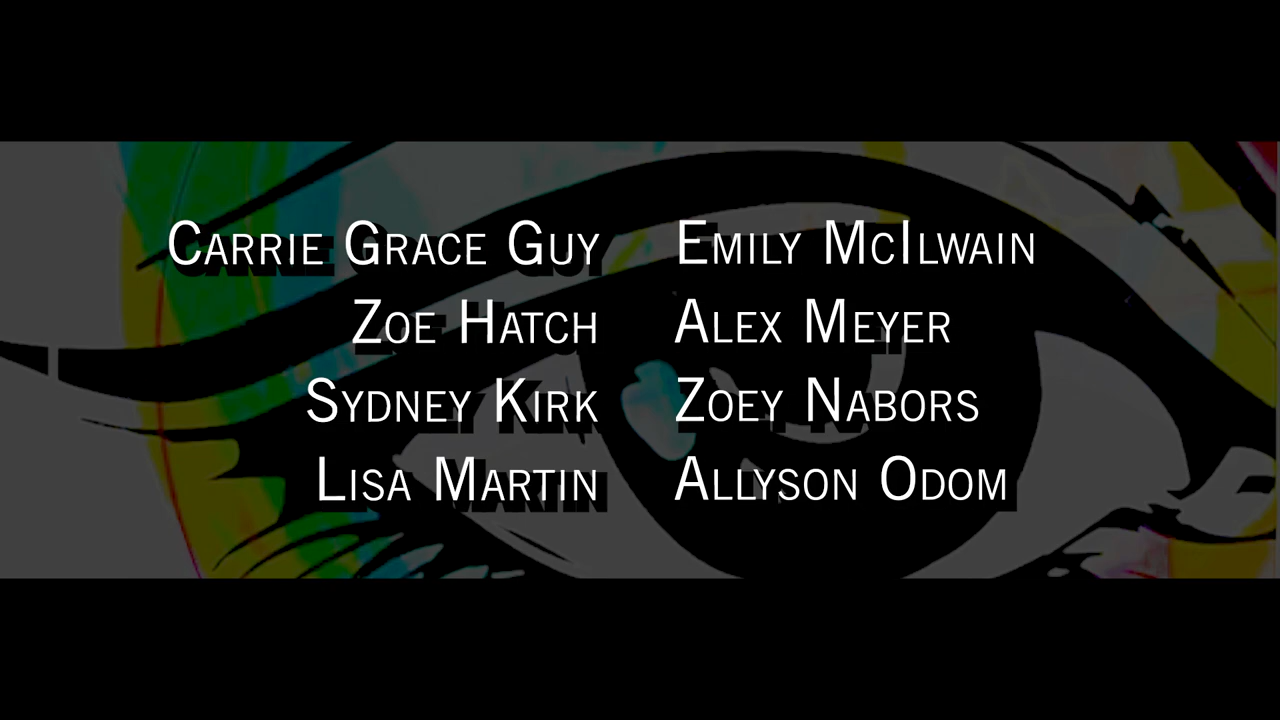 Carrie Grace Guy
Zoe Hatch
Sydney Kirk
Lisa Martin
Emily McIlwain
Alex Meyer
Zoey Nabors
Allyson Odom